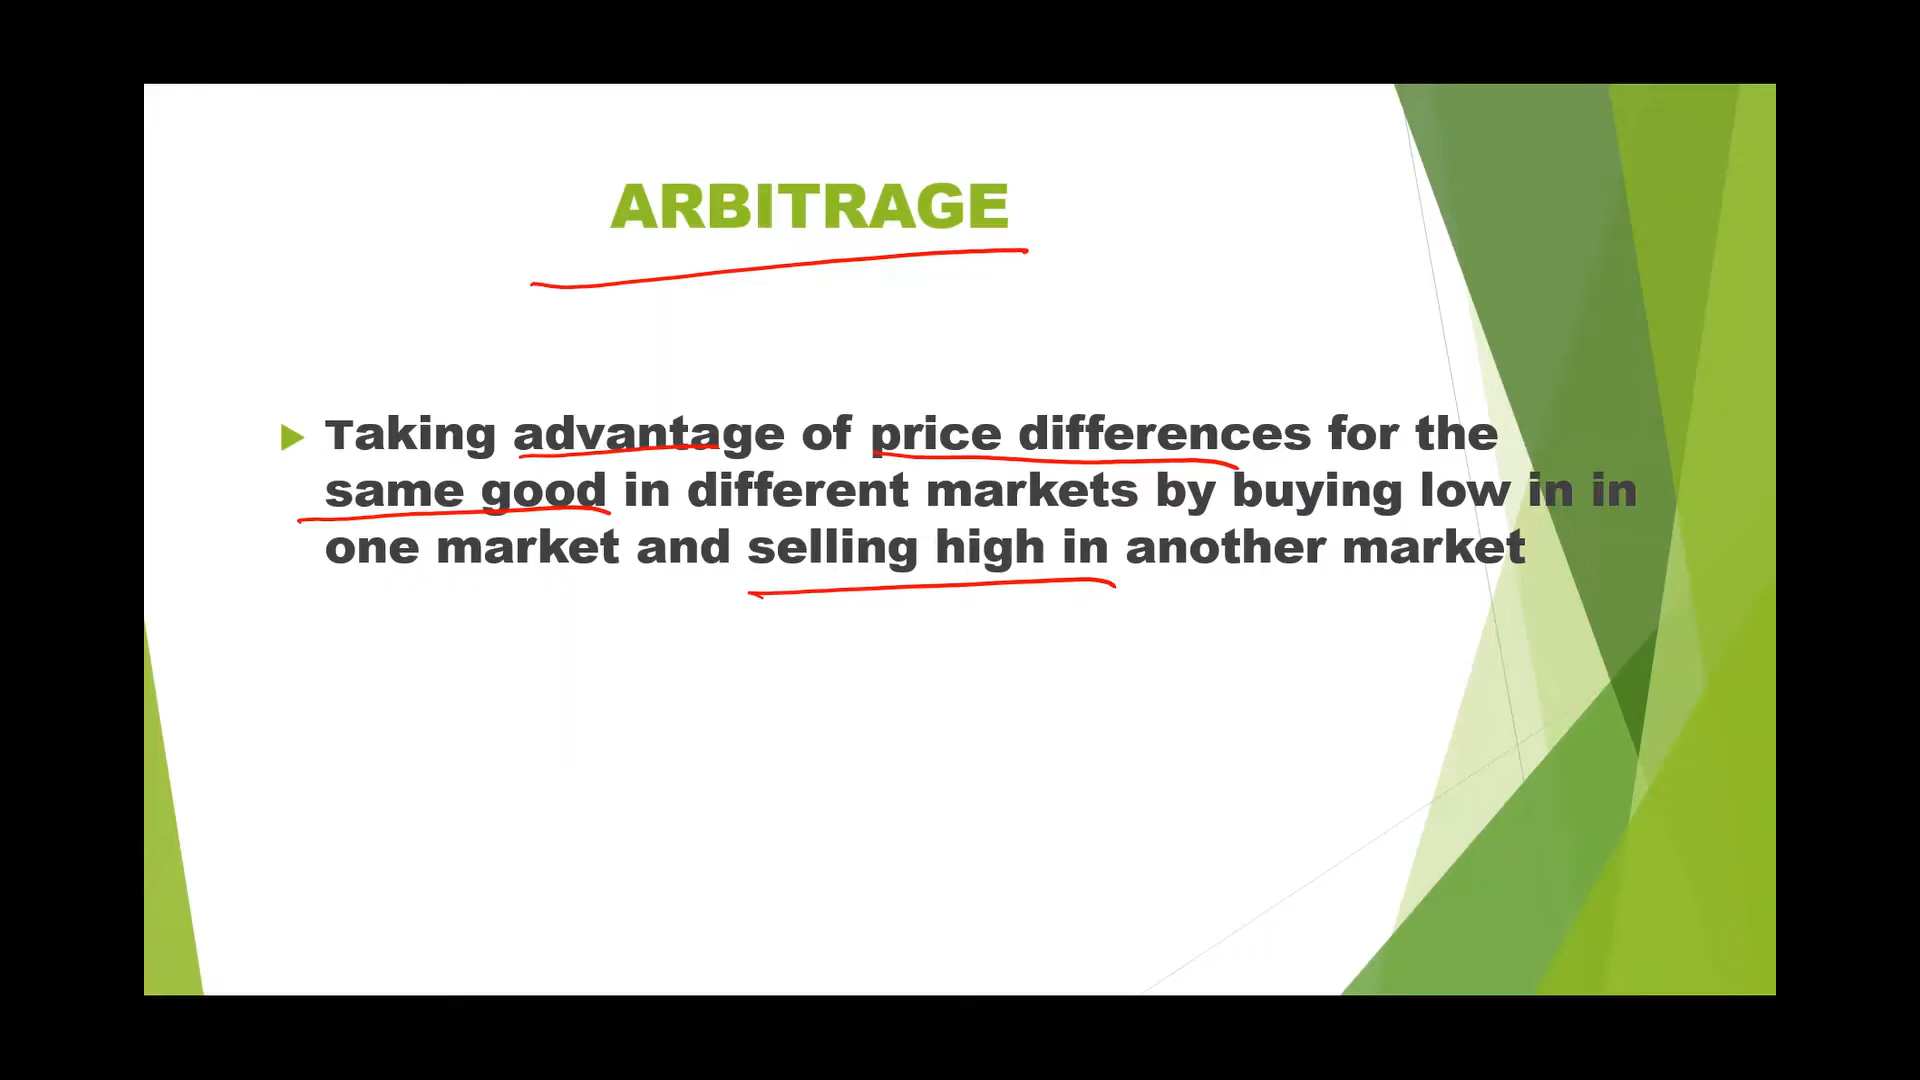 ARBITRAGE
Taking advantage of price differences for the
same good in different markets by buying low in in
one market and selling high in another market